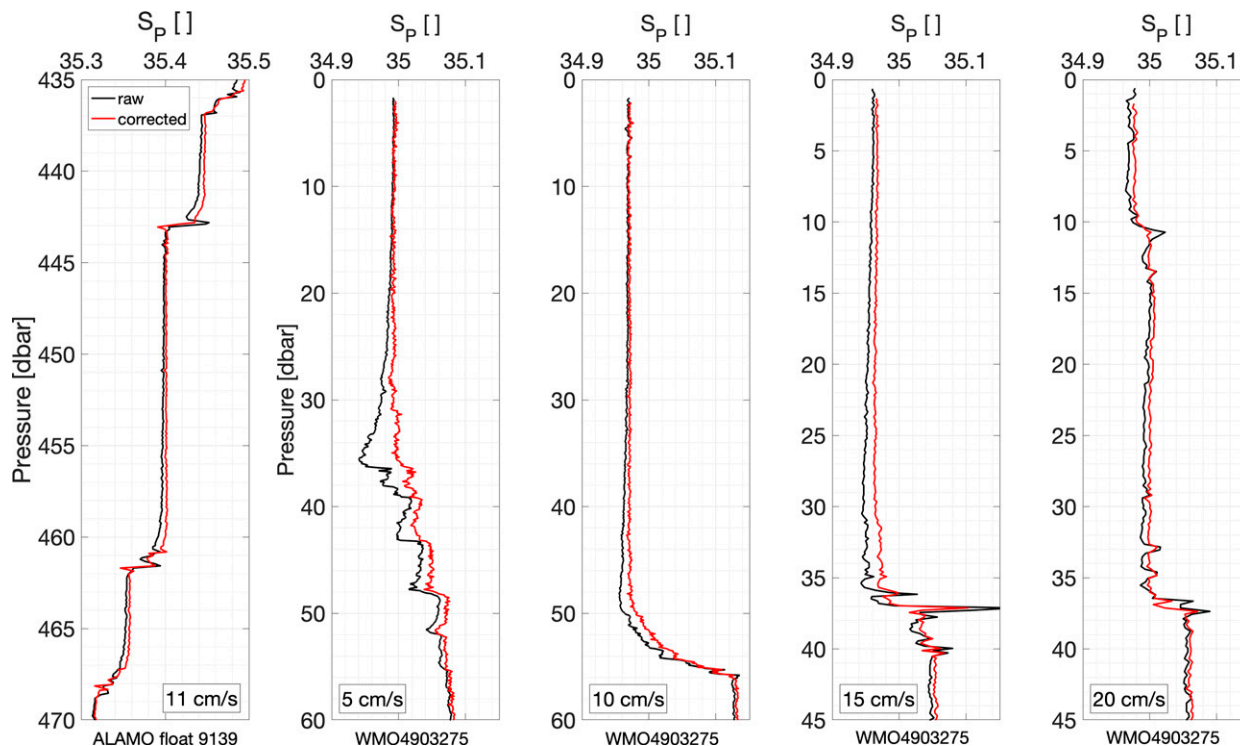 S_P [ ]
35.3 35.4 35.5
435
440
445
450
455
460
465
470
Pressure [dbar]
raw
corrected
11 cm/s
ALAMO float 9139
S_P [ ]
34.9 35 35.1
0
10
20
30
40
50
60
Pressure [dbar]
5 cm/s
WMO4903275
S_P [ ]
34.9 35 35.1
0
10
20
30
40
50
60
10 cm/s
WMO4903275
S_P [ ]
34.9 35 35.1
0
5
10
15
20
25
30
35
40
45
15 cm/s
WMO4903275
S_P [ ]
34.9 35 35.1
0
5
10
15
20
25
30
35
40
45
20 cm/s
WMO4903275